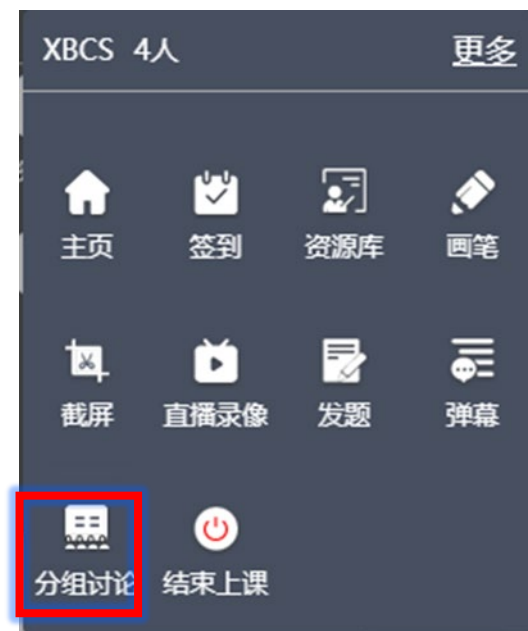 XBCS 4人 更多
主页 签到 资源库 画笔
截屏 直播录像 发题 弹幕
分组讨论 结束上课